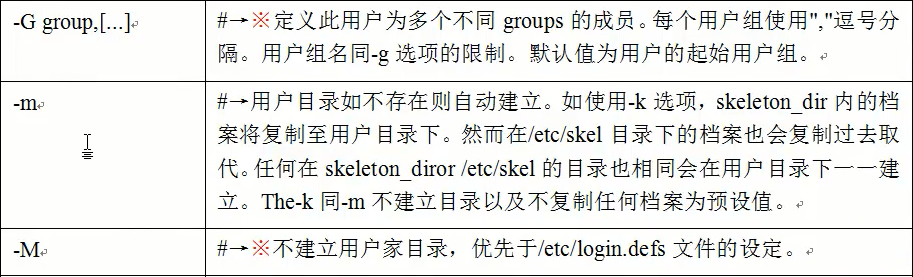 -G group,[...]
#→※定义此用户为多个不同 groups 的成员。每个用户组使用","逗号分
隔。用户组名同-g 选项的限制。默认值为用户的起始用户组。
-m
#→用户目录如不存在则自动建立。如使用-k 选项，skeleton_dir 内的档
案将复制至用户目录下。然而在/etc/skel 目录下的档案也会复制过去取
代。任何在 skeleton_diror /etc/skel 的目录也相同会在用户目录下一一建
立。The-k 同-m 不建立目录以及不复制任何档案为预设值。
-M
#→※不建立用户家目录，优先于/etc/login.defs 文件的设定。